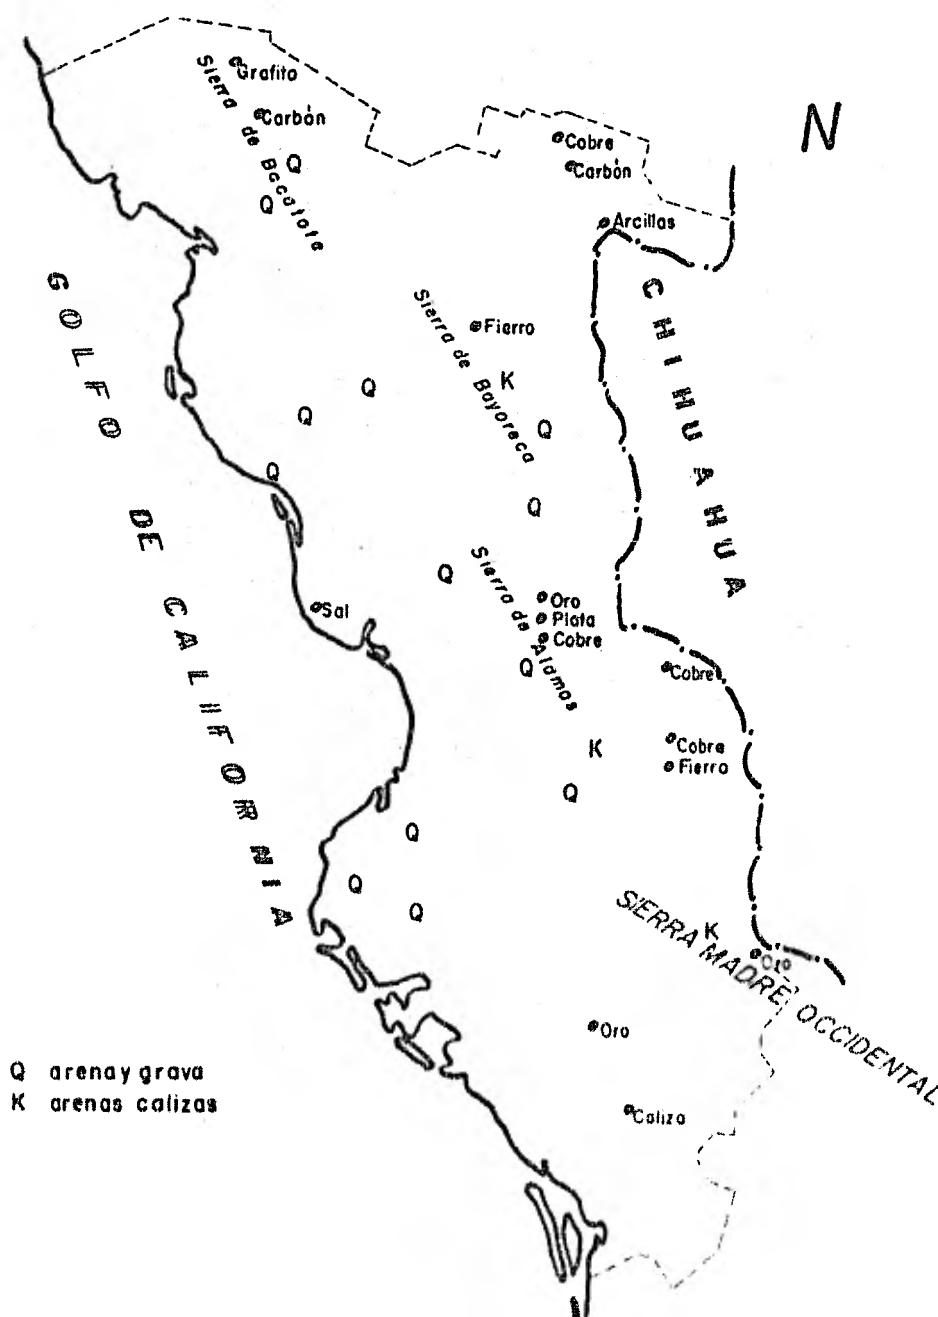 Grafito
Sierra de Bacatete
Carbón
N
Cobre
Carbón
Q
Q
Arcillas
GOLFO DE CALIFORNIA
CHIHUAHUA
Sierra de Bayoreca
Fierro
K
Q
Q
Q
Q
Q
Sierra de Alamos
Q
Oro
Plata
Cobre
Sal
Q
Cobre
K
Cobre
Fierro
Q
Q
Q
Q
SIERRA MADRE OCCIDENTAL
K
Oro
Oro
Caliza
Q arena y grava
K arenas calizas